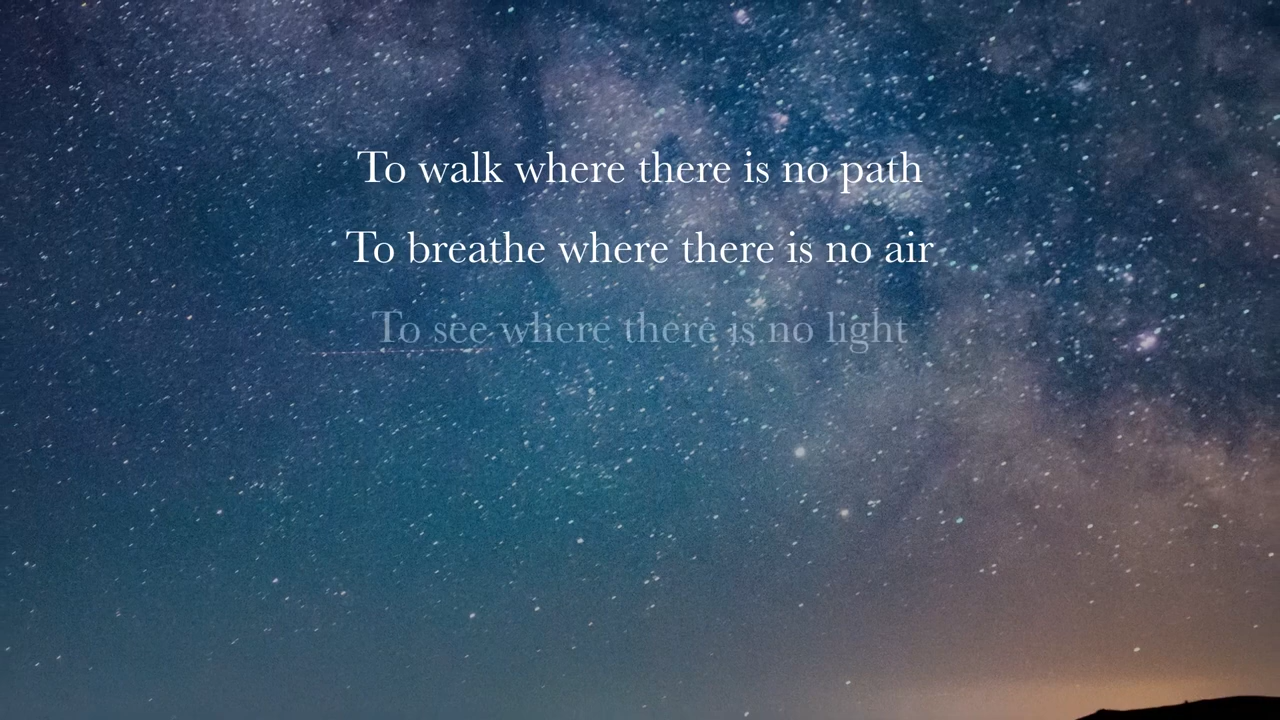 To walk where there is no path
To breathe where there is no air
To see where there is no light